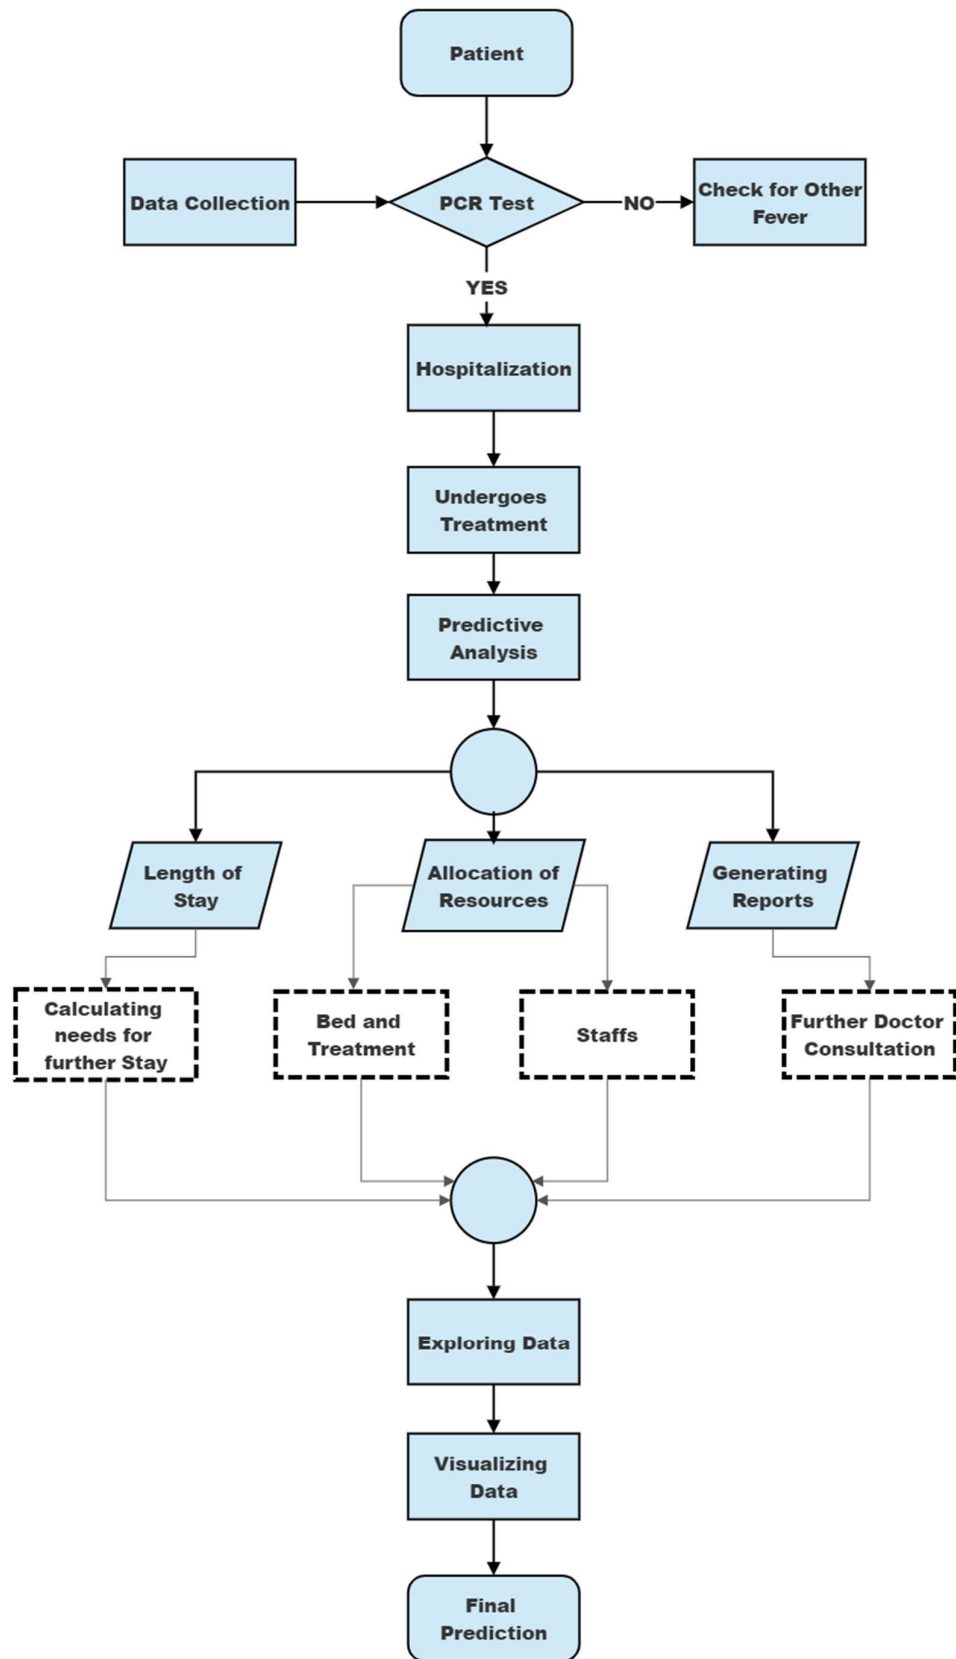 Patient
Data Collection
PCR Test
NO
Check for Other
Fever
YES
Hospitalization
Undergoes
Treatment
Predictive
Analysis
Length of
Stay
Allocation of
Resources
Generating
Reports
Calculating
needs for
further Stay
Bed and
Treatment
Staffs
Further Doctor
Consultation
Exploring Data
Visualizing
Data
Final
Prediction